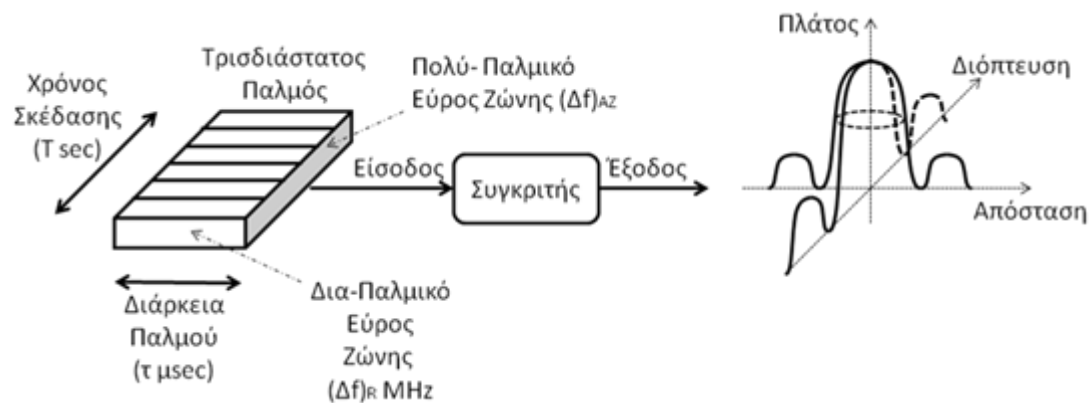 Χρόνος
Σκέδασης
(T sec)
Τρισδιάστατος
Παλμός
Πολύ- Παλμικό
Εύρος Ζώνης (Δf)AZ
Είσοδος
Συγκριτής
Έξοδος
Διάρκεια
Παλμού
(τ μsec)
Δια-Παλμικό
Εύρος
Ζώνης
(Δf)R MHz
Πλάτος
Διόπτευση
Απόσταση